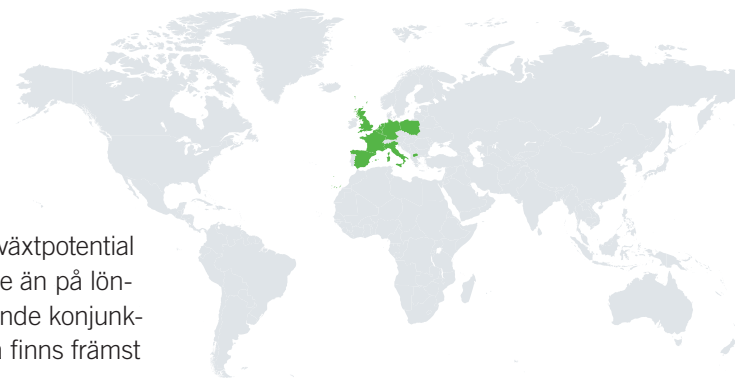 växtpotential
e än på lön-
nde konjunk-
finns främst